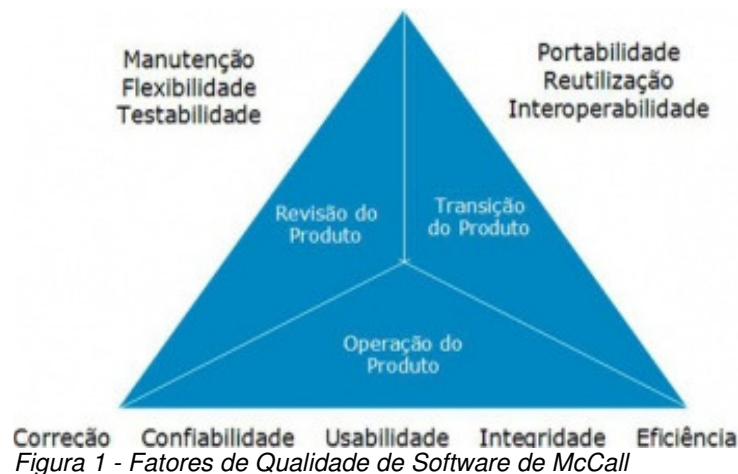 Manutenção
Flexibilidade
Testabilidade
Portabilidade
Reutilização
Interoperabilidade
Revisão do
Produto
Transição
do Produto
Operação do
Produto
Correção Confiabilidade Usabilidade Integridade Eficiência
Figura 1 - Fatores de Qualidade de Software de McCall